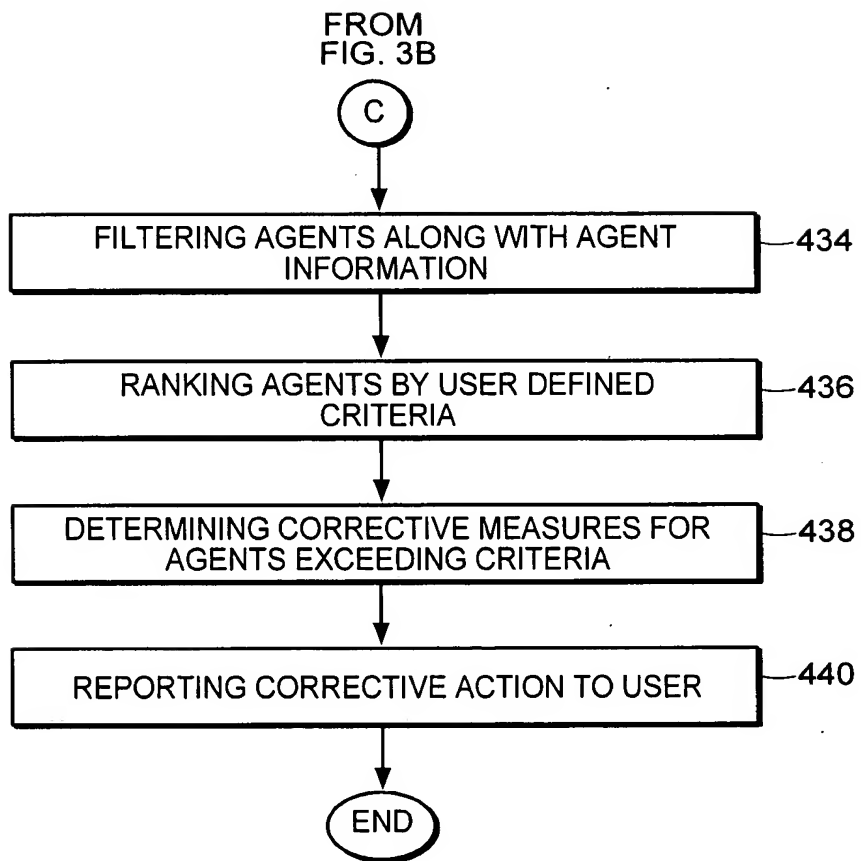 FROM
FIG. 3B
C
FILTERING AGENTS ALONG WITH AGENT
INFORMATION
434
RANKING AGENTS BY USER DEFINED
CRITERIA
436
DETERMINING CORRECTIVE MEASURES FOR
AGENTS EXCEEDING CRITERIA
438
REPORTING CORRECTIVE ACTION TO USER
440
END